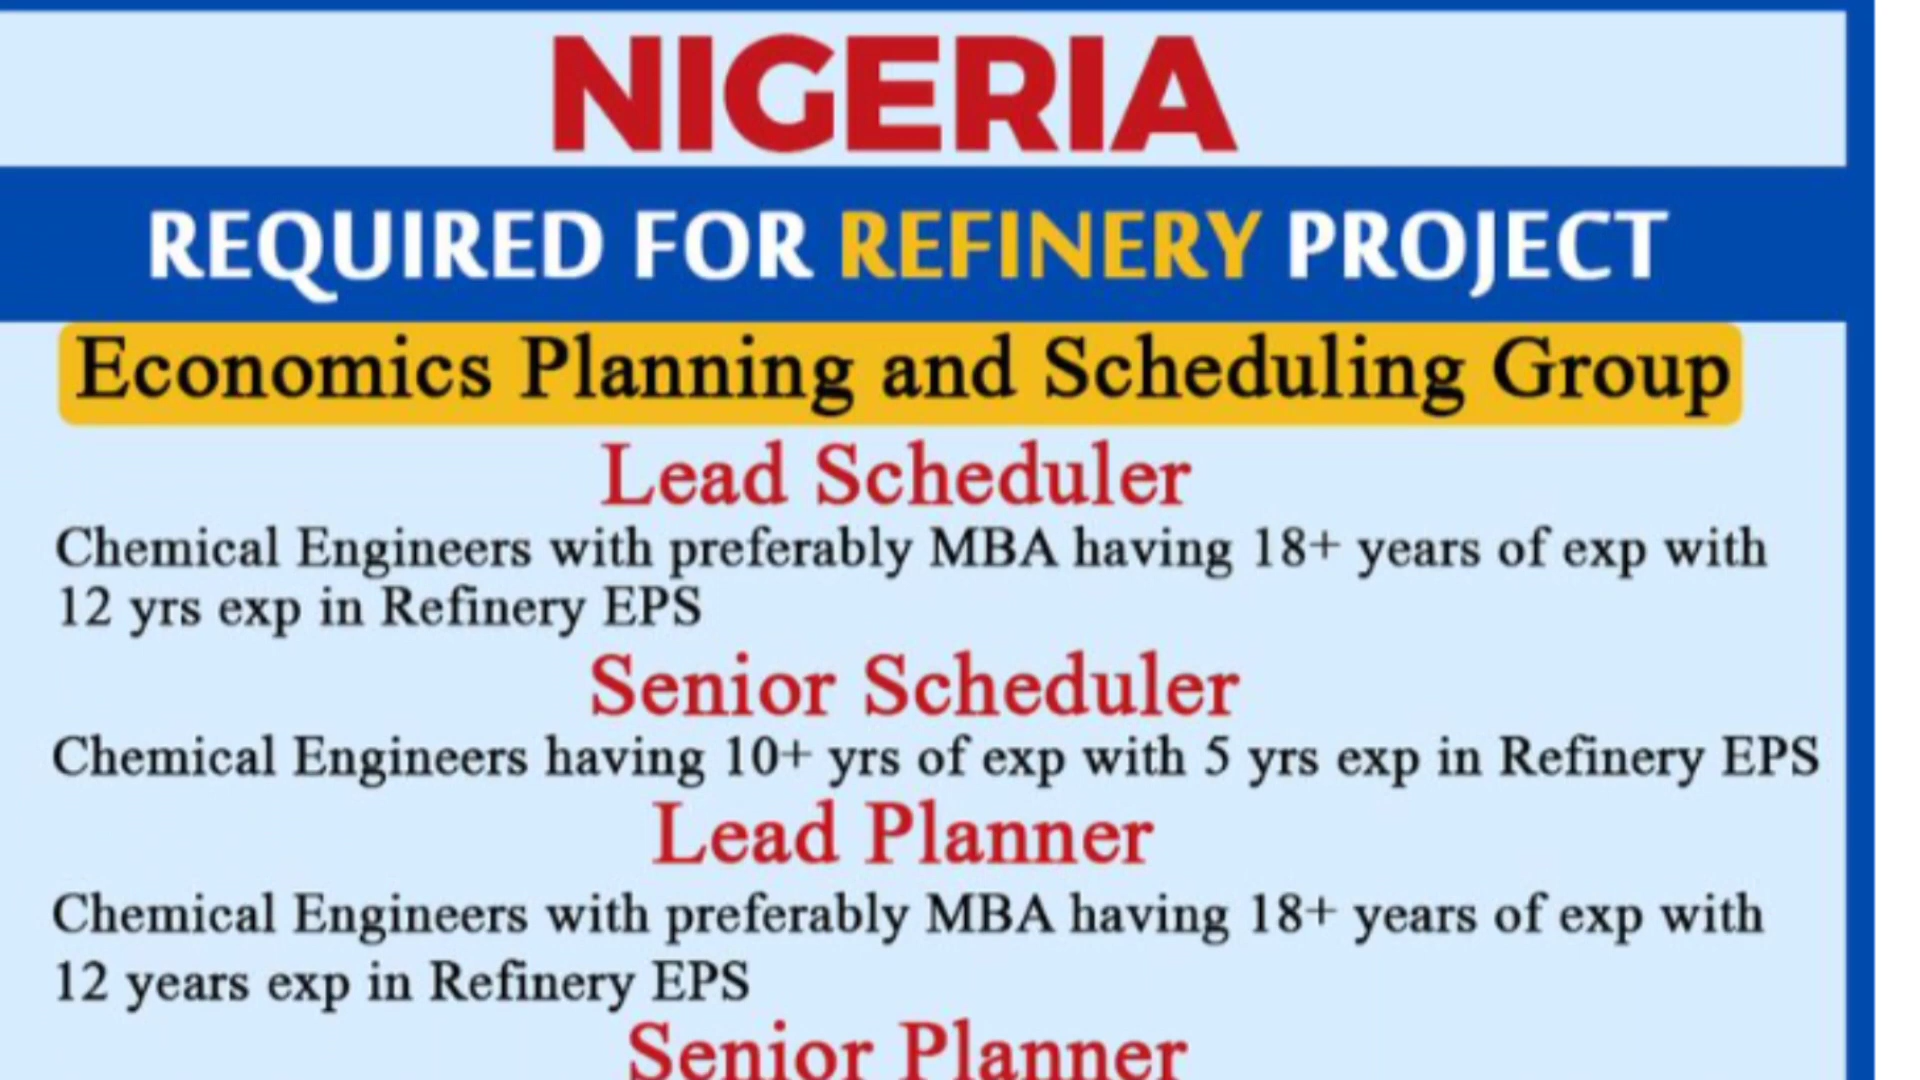 NIGERIA
REQUIRED FOR REFINERY PROJECT
Economics Planning and Scheduling Group
Lead Scheduler
Chemical Engineers with preferably MBA having 18+ years of exp with
12 yrs exp in Refinery EPS
Senior Scheduler
Chemical Engineers having 10+ yrs of exp with 5 yrs exp in Refinery EPS
Lead Planner
Chemical Engineers with preferably MBA having 18+ years of exp with
12 years exp in Refinery EPS
Senior Planner